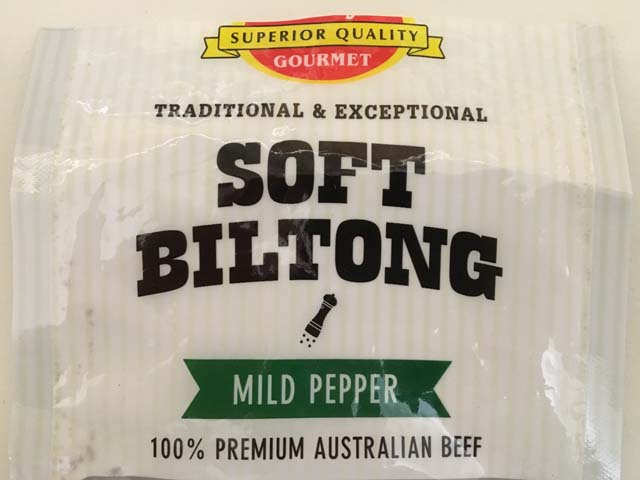 SUPERIOR QUALITY
GOURMET
TRADITIONAL & EXCEPTIONAL
SOFT
BILTONG
MILD PEPPER
100% PREMIUM AUSTRALIAN BEEF